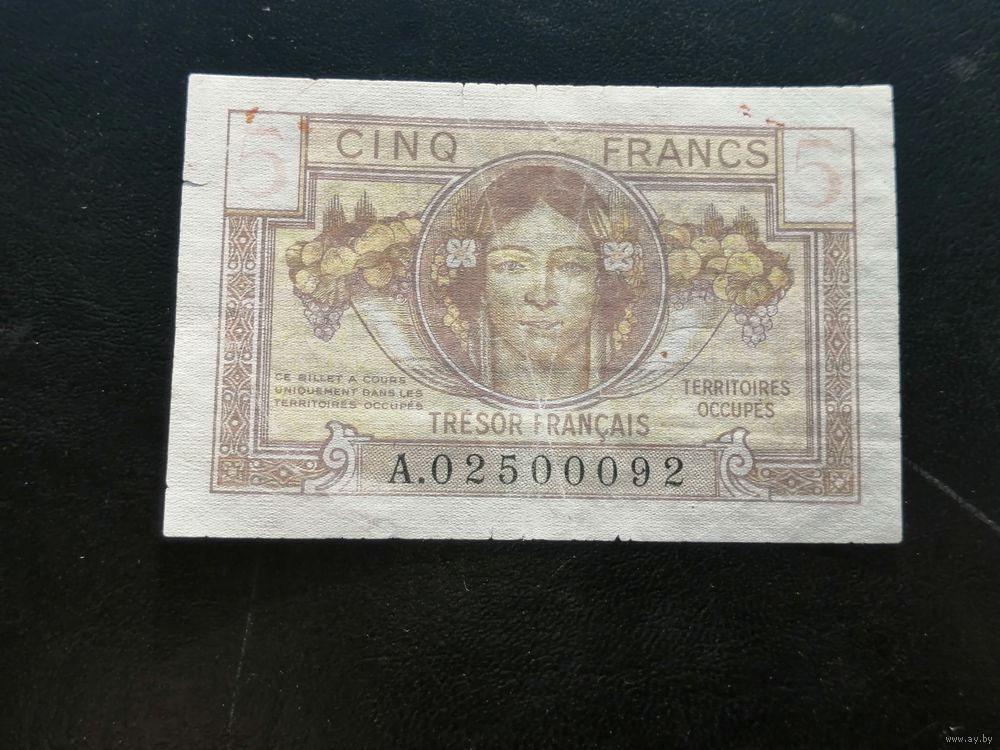 5 CINQ FRANCS 5
CE BILLET A COURS
UNIQUEMENT DANS LES
TERRITOIRES OCCUPÉS
TERRITOIRES
OCCUPÉS
TRÉSOR FRANÇAIS
A.02500092
www.ay.by